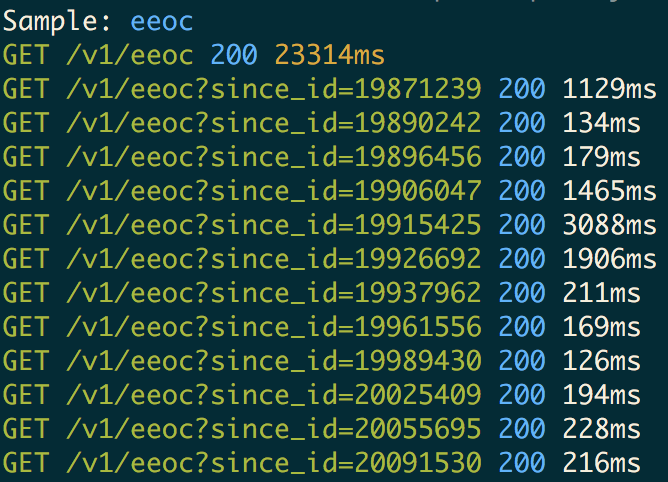 Sample: eeoc
GET /v1/eeoc 200 23314ms
GET /v1/eeoc?since_id=19871239 200 1129ms
GET /v1/eeoc?since_id=19890242 200 134ms
GET /v1/eeoc?since_id=19896456 200 179ms
GET /v1/eeoc?since_id=19906047 200 1465ms
GET /v1/eeoc?since_id=19915425 200 3088ms
GET /v1/eeoc?since_id=19926692 200 1906ms
GET /v1/eeoc?since_id=19937962 200 211ms
GET /v1/eeoc?since_id=19961556 200 169ms
GET /v1/eeoc?since_id=19989430 200 126ms
GET /v1/eeoc?since_id=20025409 200 194ms
GET /v1/eeoc?since_id=20055695 200 228ms
GET /v1/eeoc?since_id=20091530 200 216ms